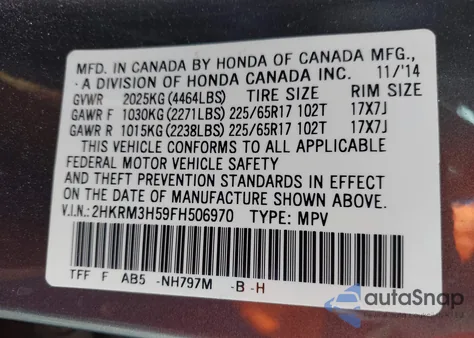 MFD. IN CANADA BY HONDA OF CANADA MFG.,
A DIVISION OF HONDA CANADA INC. 11/'14
GVWR 2025KG (4464LBS) TIRE SIZE RIM SIZE
GAWR F 1030KG (2271LBS) 225/65R17 102T 17X7J
GAWR R 1015KG (2238LBS) 225/65R17 102T 17X7J
THIS VEHICLE CONFORMS TO ALL APPLICABLE
FEDERAL MOTOR VEHICLE SAFETY
AND THEFT PREVENTION STANDARDS IN EFFECT
ON THE DATE OF MANUFACTURE SHOWN ABOVE.
V.I.N.: 2HKRM3H59FH506970 TYPE: MPV
TFF F AB5 -NH797M -B -H
autoSnap